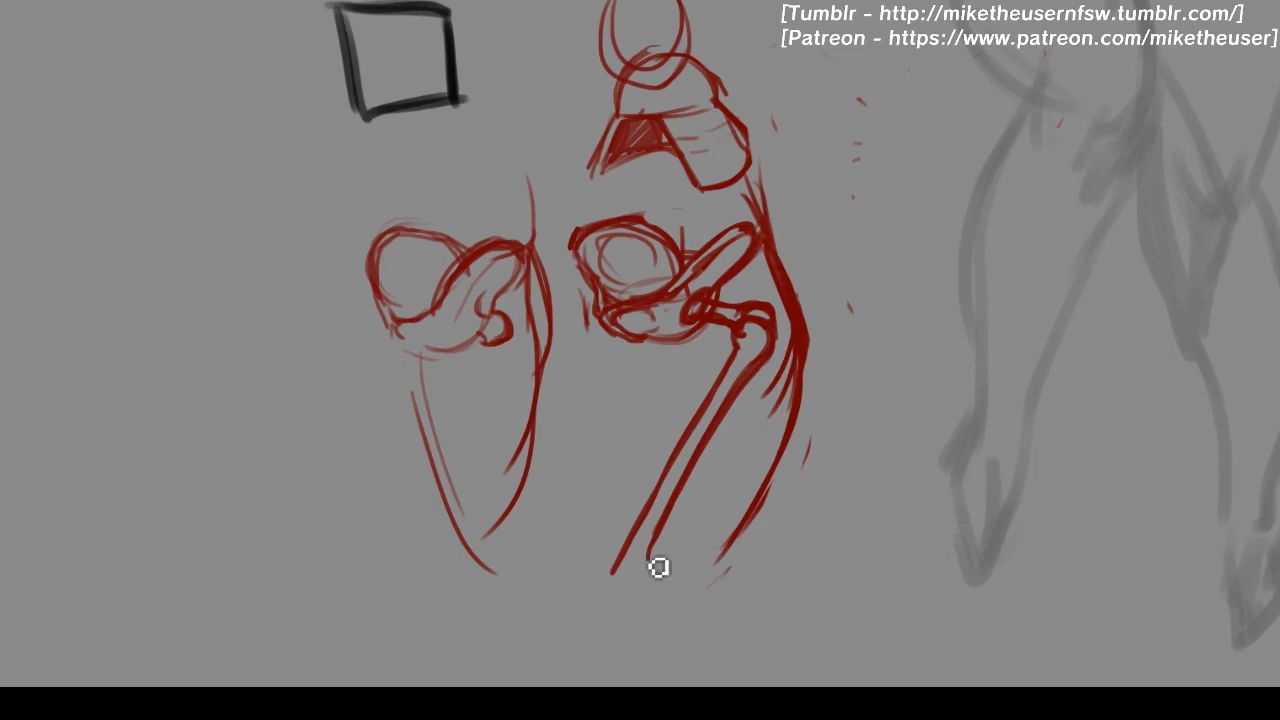 [Tumblr - http://miketheusernfsw.tumblr.com/]
[Patreon - https://www.patreon.com/miketheuser]